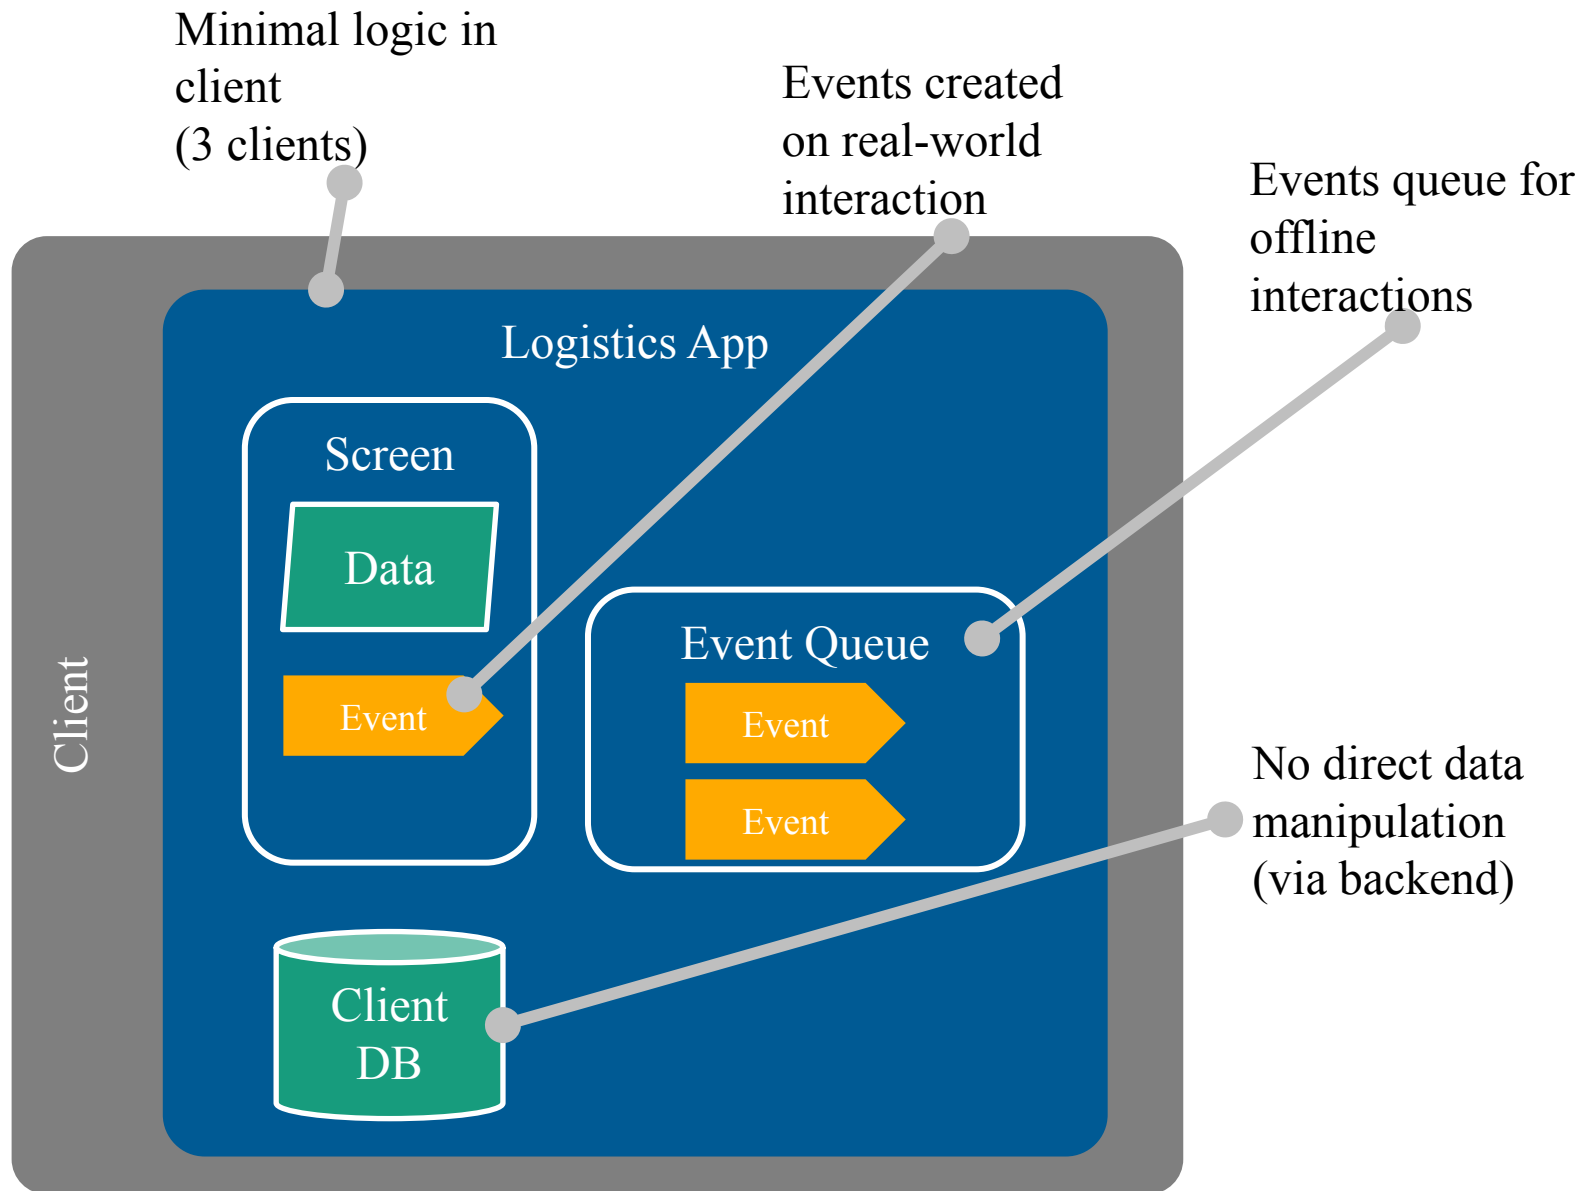 Minimal logic in
client
(3 clients)
Events created
on real-world
interaction
Events queue for
offline
interactions
Logistics App
Screen
Data
Event
Event Queue
Event
Event
Client
No direct data
manipulation
(via backend)
Client
DB